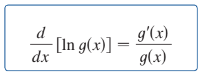 d/dx [ln g(x)] = g'(x)/g(x)